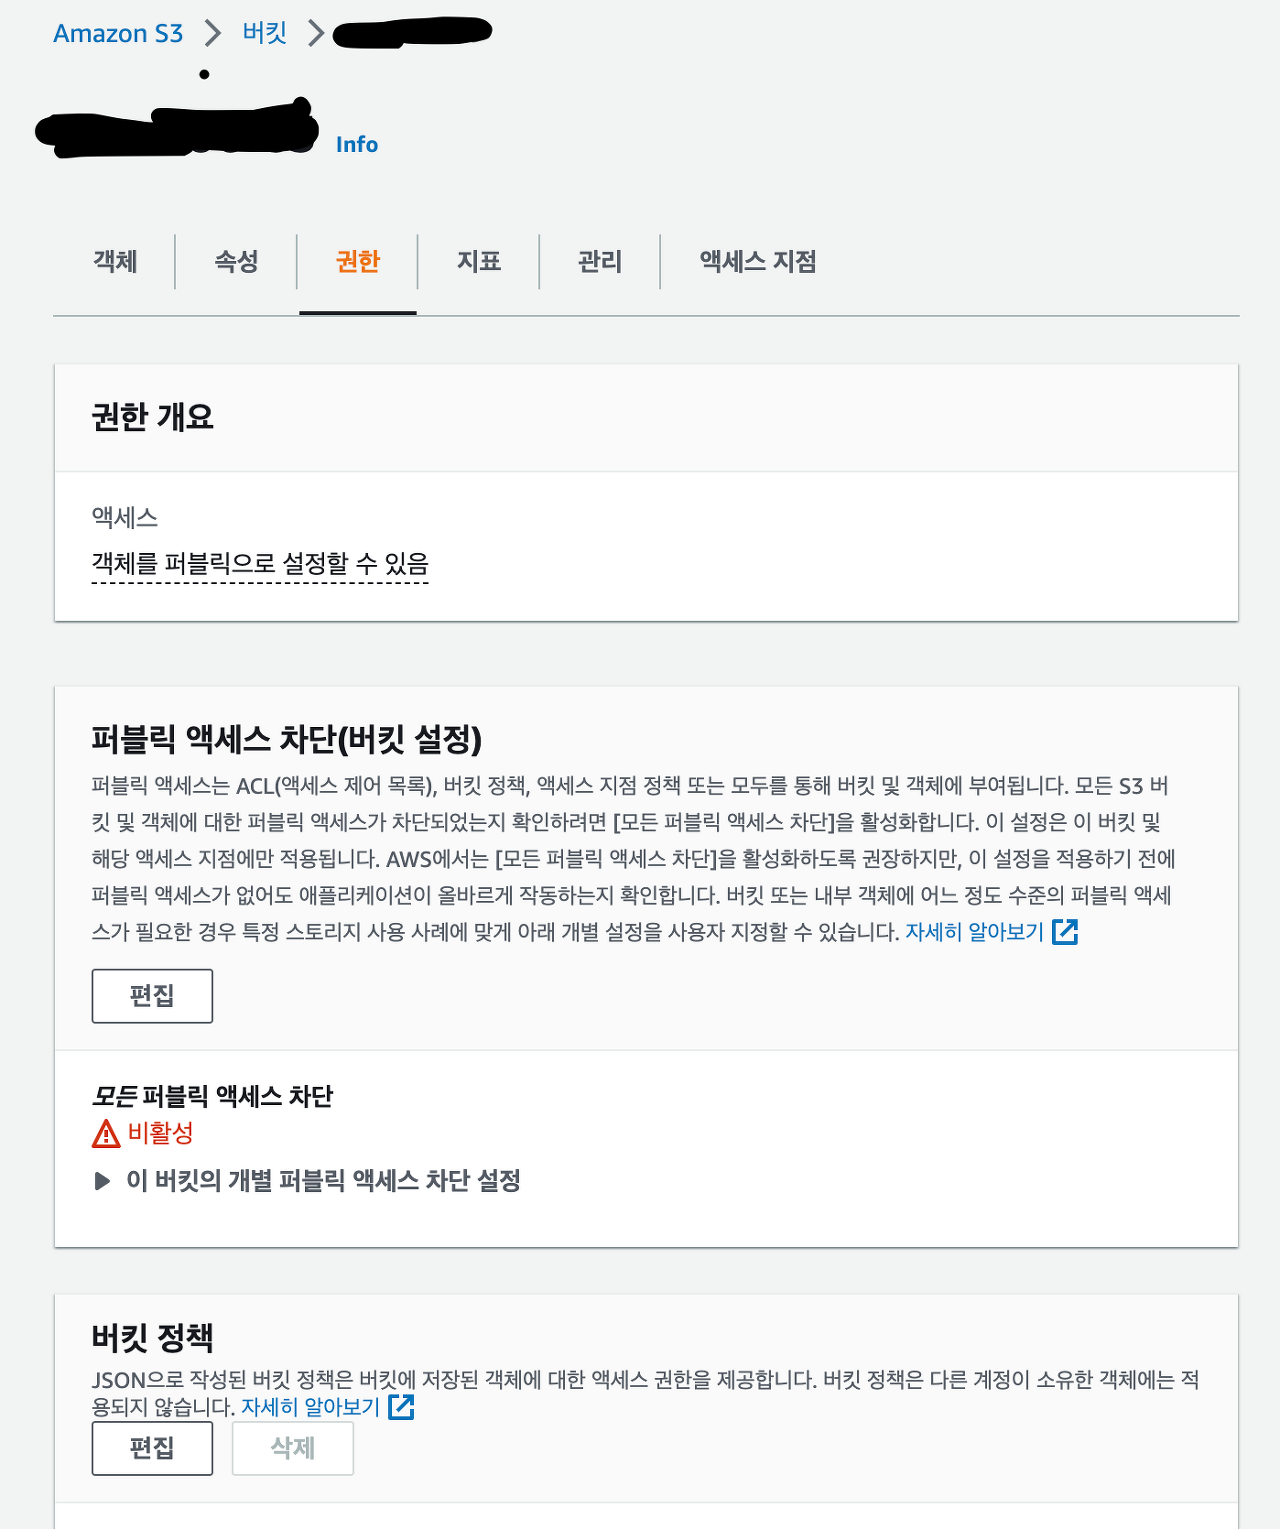 Amazon S3 > 버킷 >
Info
객체 속성 권한 지표 관리 액세스 지점
권한 개요
액세스
객체를 퍼블릭으로 설정할 수 있음
퍼블릭 액세스 차단(버킷 설정)
퍼블릭 액세스는 ACL(액세스 제어 목록), 버킷 정책, 액세스 지점 정책 또는 모두를 통해 버킷 및 객체에 부여됩니다. 모든 S3 버
킷 및 객체에 대한 퍼블릭 액세스가 차단되었는지 확인하려면 [모든 퍼블릭 액세스 차단]을 활성화합니다. 이 설정은 이 버킷 및
해당 액세스 지점에만 적용됩니다. AWS에서는 [모든 퍼블릭 액세스 차단]을 활성화하도록 권장하지만, 이 설정을 적용하기 전에
퍼블릭 액세스가 없어도 애플리케이션이 올바르게 작동하는지 확인합니다. 버킷 또는 내부 객체에 어느 정도 수준의 퍼블릭 액세
스가 필요한 경우 특정 스토리지 사용 사례에 맞게 아래 개별 설정을 사용자 지정할 수 있습니다. 자세히 알아보기
편집
모든 퍼블릭 액세스 차단
비활성
이 버킷의 개별 퍼블릭 액세스 차단 설정
버킷 정책
JSON으로 작성된 버킷 정책은 버킷에 저장된 객체에 대한 액세스 권한을 제공합니다. 버킷 정책은 다른 계정이 소유한 객체에는 적
용되지 않습니다. 자세히 알아보기
편집 삭제